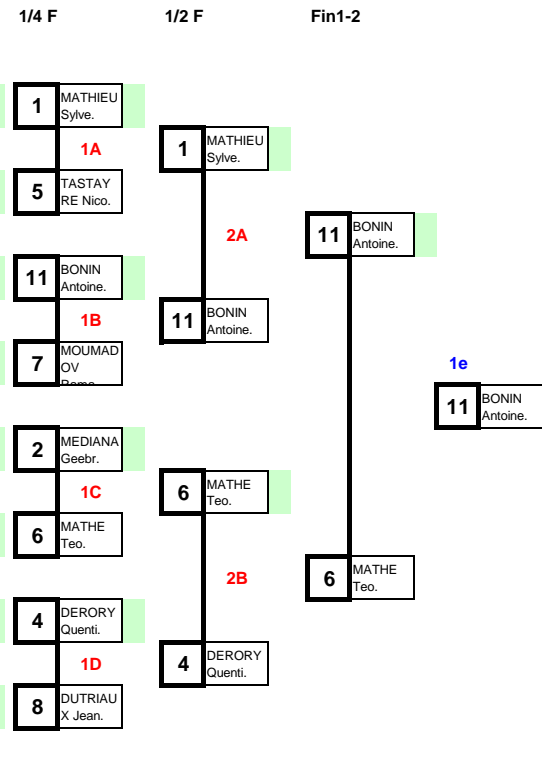 1/4 F
1/2 F
Fin1-2
1
MATHIEU
Sylve.
1A
5
TASTAY
RE Nico.
11
BONIN
Antoine.
1B
7
MOUMAD
OV
2
MEDIANA
Geebr.
1C
6
MATHE
Teo.
4
DERORY
Quenti.
1D
8
DUTRIAU
X Jean.
1
MATHIEU
Sylve.
2A
11
BONIN
Antoine.
6
MATHE
Teo.
2B
4
DERORY
Quenti.
11
BONIN
Antoine.
6
MATHE
Teo.
1e
11
BONIN
Antoine.